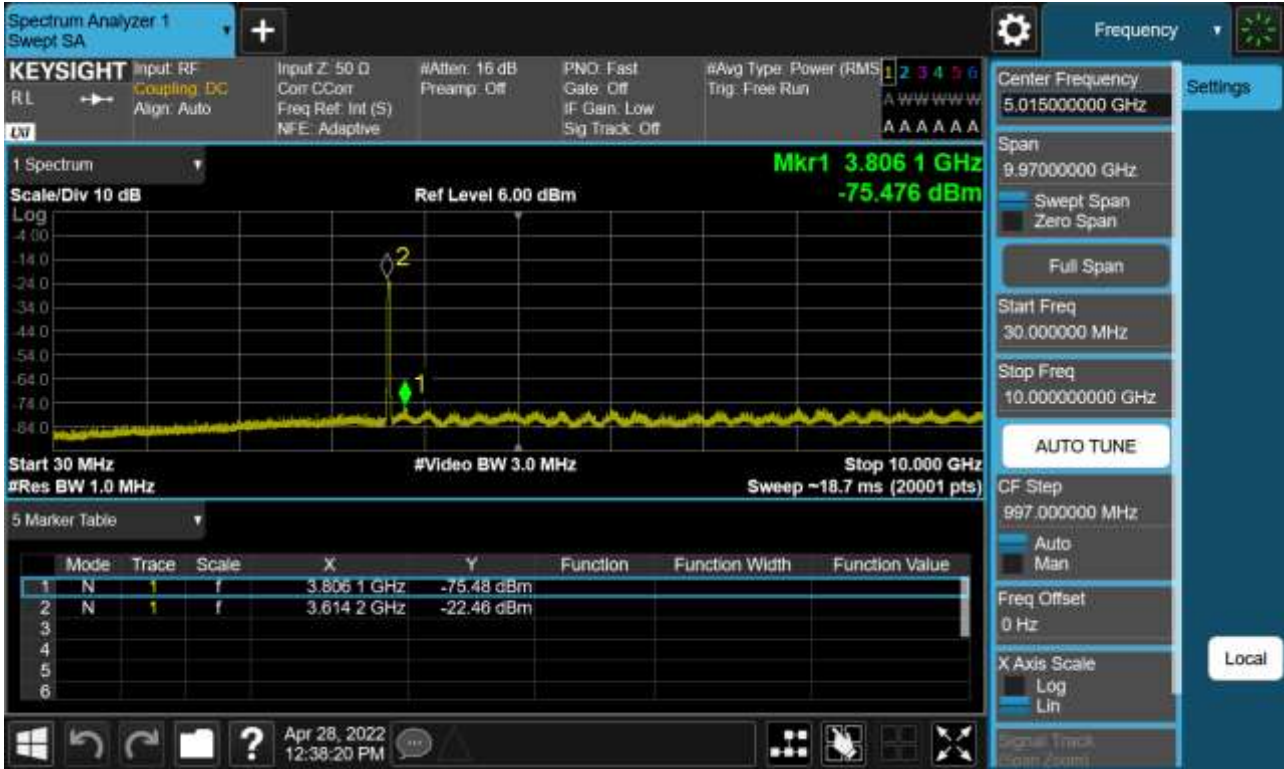 Spectrum Analyzer 1
Swept SA
+
Frequency
KEYSIGHT
RL
LXI
Input: RF
Coupling: DC
Align: Auto
Input Z: 50 Ω
Corr CCorr
Freq Ref: Int (S)
NFE: Adaptive
#Atten: 16 dB
Preamp: Off
PNO: Fast
Gate: Off
IF Gain: Low
Sig Track: Off
#Avg Type: Power (RMS
Trig: Free Run
1 2 3 4 5 6
A W W W W W
A A A A A A
1 Spectrum
Scale/Div 10 dB
Ref Level 6.00 dBm
Mkr1 3.806 1 GHz
-75.476 dBm
Log
-4.00
-14.0
-24.0
-34.0
-44.0
-54.0
-64.0
-74.0
-84.0
2
1
Start 30 MHz
#Video BW 3.0 MHz
Stop 10.000 GHz
#Res BW 1.0 MHz
Sweep ~18.7 ms (20001 pts)
5 Marker Table
Mode Trace Scale X Y Function Function Width Function Value
1 N 1 f 3.806 1 GHz -75.48 dBm
2 N 1 f 3.614 2 GHz -22.46 dBm
3
4
5
6
Center Frequency
5.015000000 GHz
Settings
Span
9.97000000 GHz
Swept Span
Zero Span
Full Span
Start Freq
30.000000 MHz
Stop Freq
10.000000000 GHz
AUTO TUNE
CF Step
997.000000 MHz
Auto
Man
Freq Offset
0 Hz
X Axis Scale
Log
Lin
Local
Signal Track
(Span Zoom)
?
Apr 28, 2022
12:38:20 PM